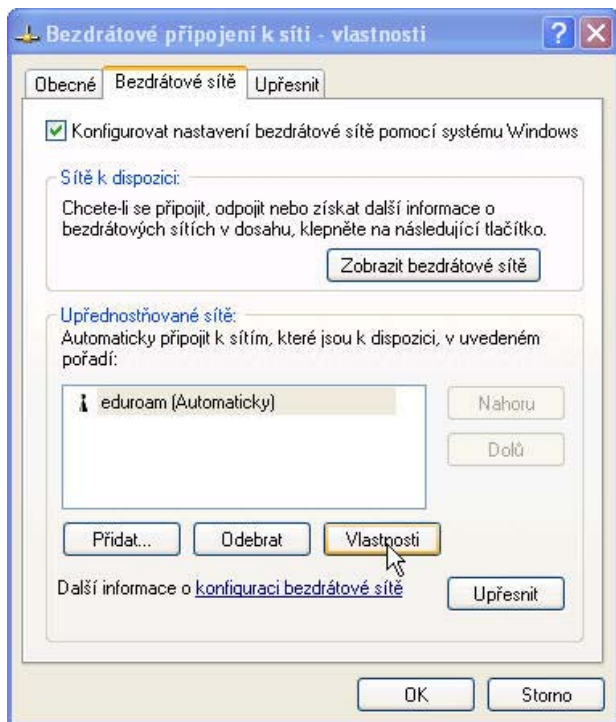 Bezdrátové připojení k síti - vlastnosti
Obecné Bezdrátové sítě Upřesnit
Konfigurovat nastavení bezdrátové sítě pomocí systému Windows
Sítě k dispozici:
Chcete-li se připojit, odpojit nebo získat další informace o
bezdrátových sítích v dosahu, klepněte na následující tlačítko.
Zobrazit bezdrátové sítě
Upřednostňované sítě:
Automaticky připojit k sítím, které jsou k dispozici, v uvedeném
pořadí:
eduroam (Automaticky)
Nahoru
Dolů
Přidat... Odebrat Vlastnosti
Další informace o konfiguraci bezdrátové sítě
Upřesnit
OK Storno